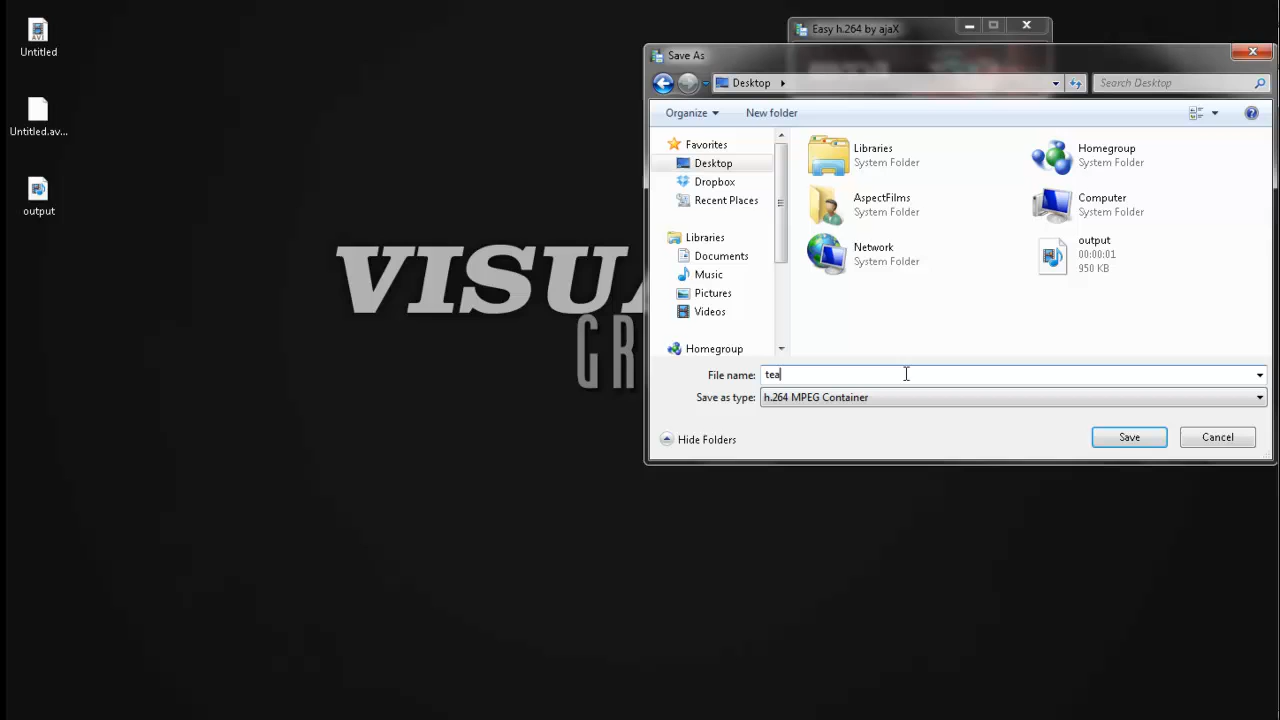 Untitled
Untitled.av...
output
Easy h.264 by ajaX
Save As
Desktop
Search Desktop
Organize
New folder
Favorites
Desktop
Dropbox
Recent Places
Libraries
Documents
Music
Pictures
Videos
Homegroup
Libraries
System Folder
Homegroup
System Folder
AspectFilms
System Folder
Computer
System Folder
Network
System Folder
output
00:00:01
950 KB
File name: tea
Save as type: h.264 MPEG Container
Hide Folders
Save
Cancel
VISU
GR